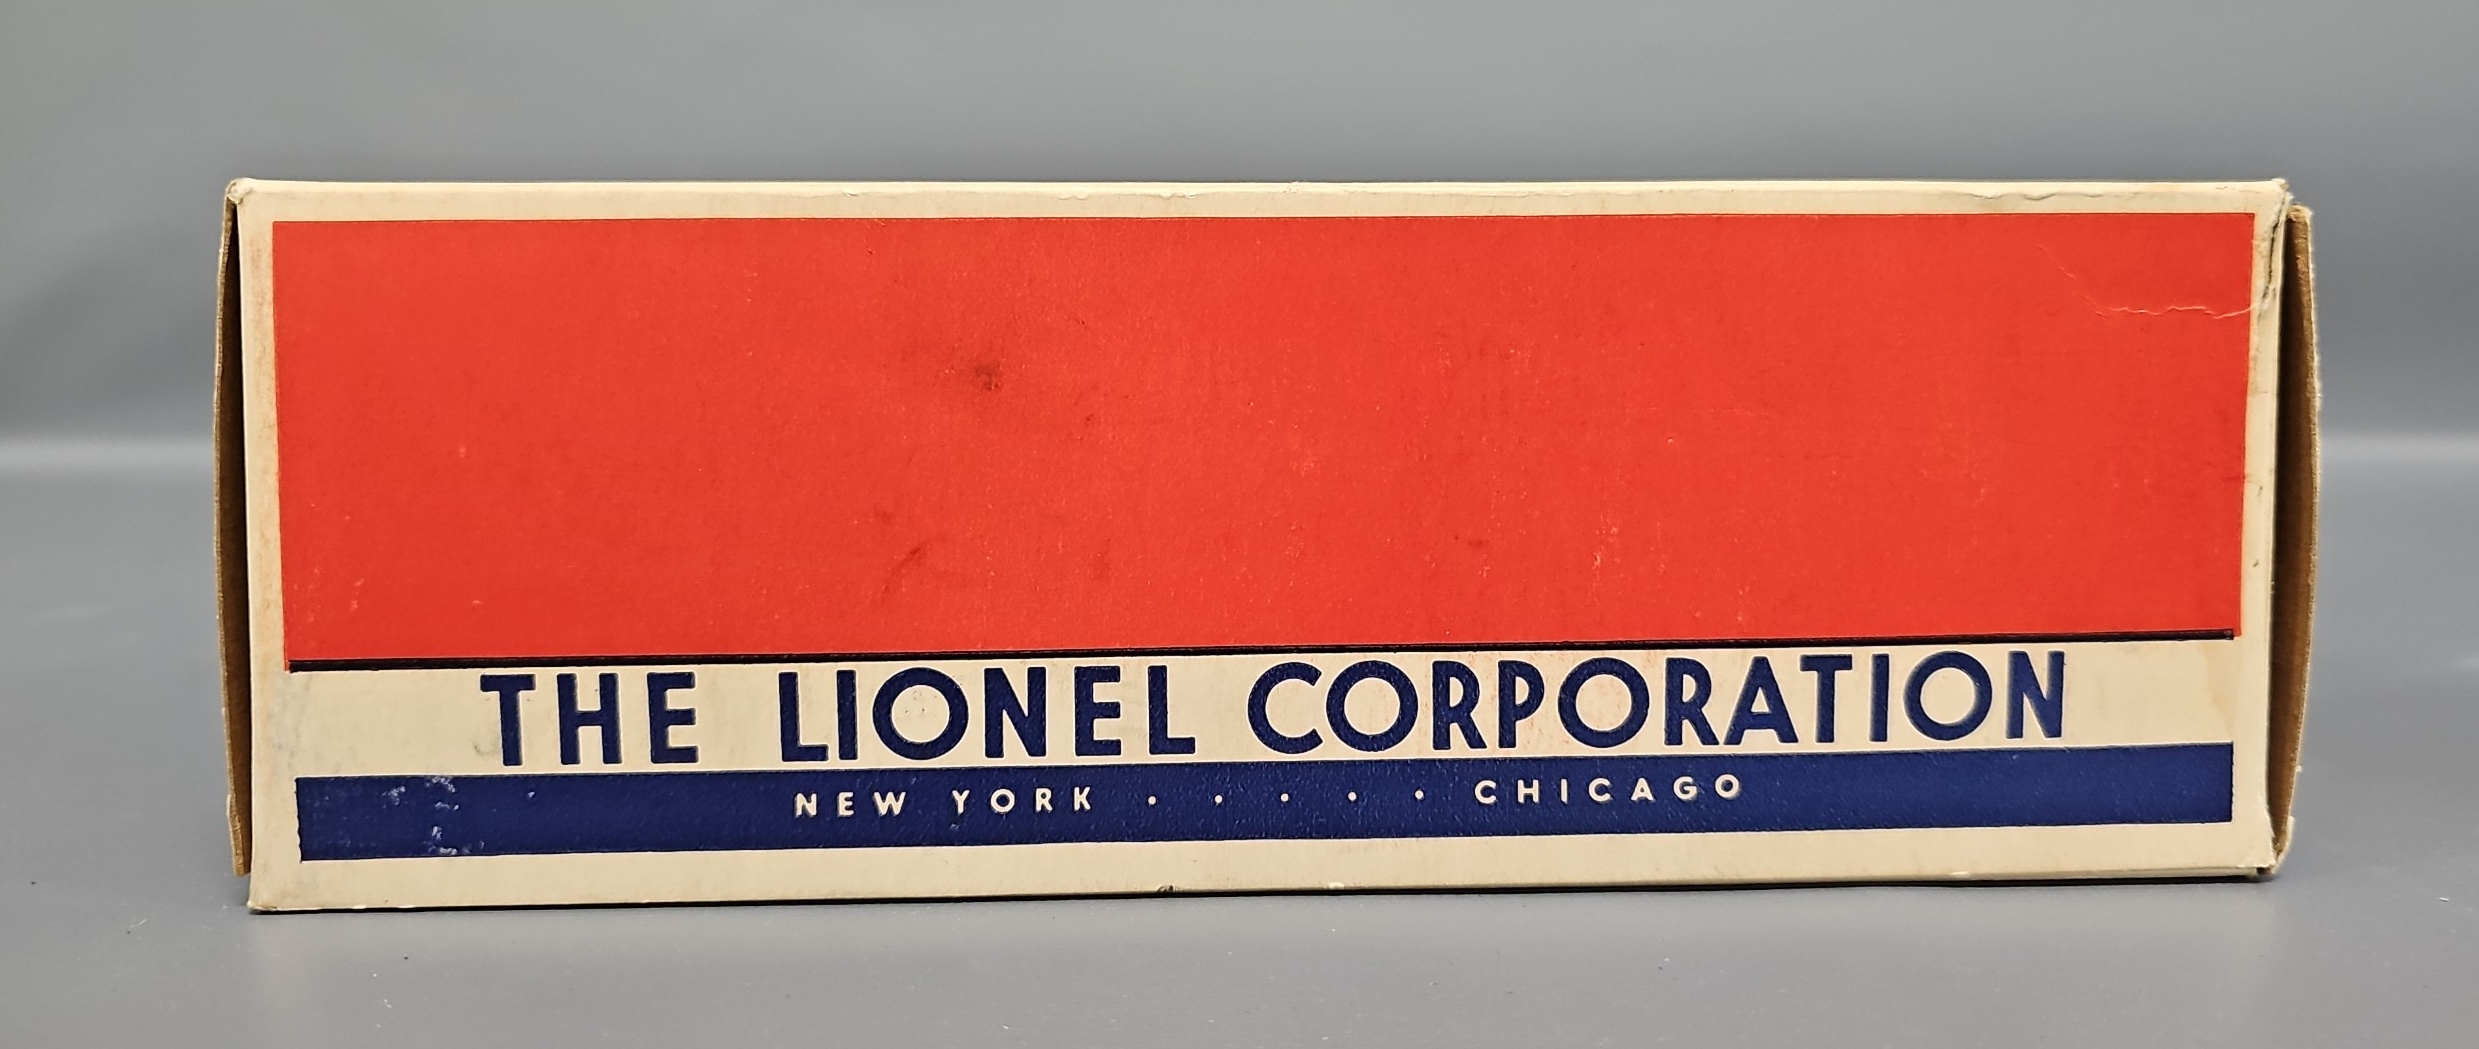 THE LIONEL CORPORATION
NEW YORK . . . . . CHICAGO